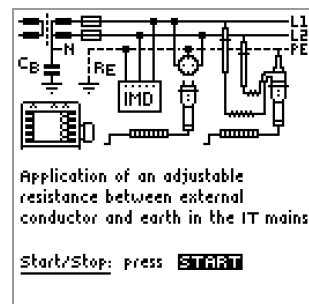 L1
L2
N
PE
CB
RE
IMD
Application of an adjustable
resistance between external
conductor and earth in the IT mains
Start/Stop: press START